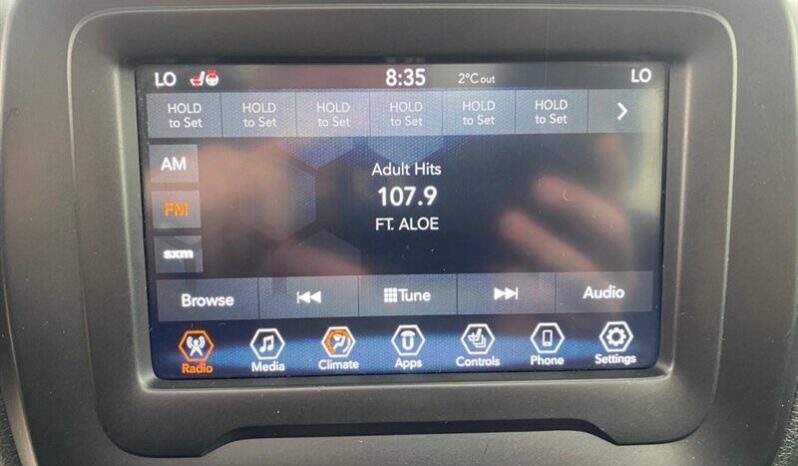 LO 8:35 2°C out LO
HOLD HOLD HOLD HOLD HOLD HOLD
to Set to Set to Set to Set to Set to Set
AM
Adult Hits
107.9
FM
FT. ALOE
sxm
Browse Tune Audio
Radio Media Climate Apps Controls Phone Settings